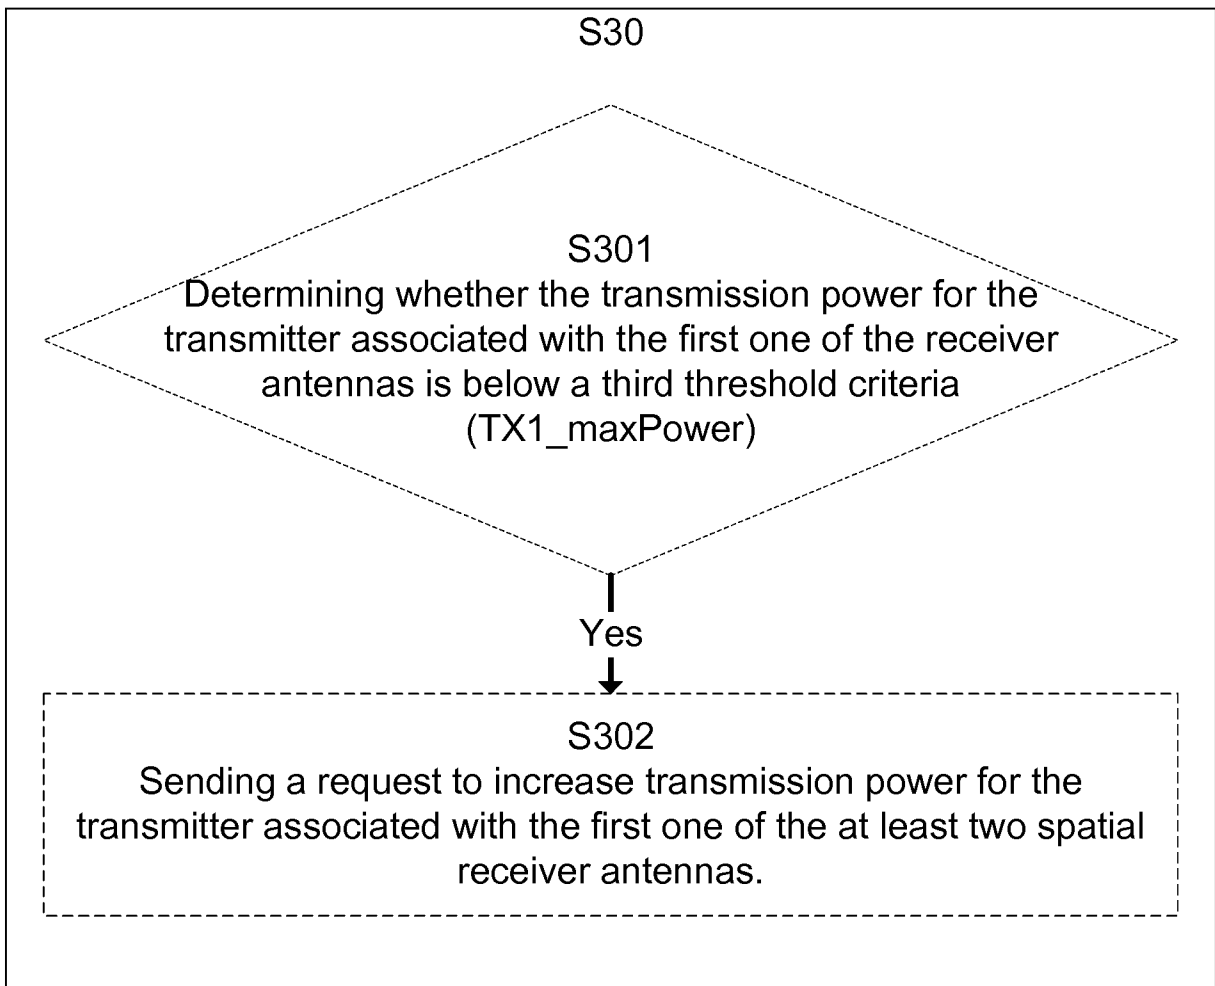 S30
S301
Determining whether the transmission power for the
transmitter associated with the first one of the receiver
antennas is below a third threshold criteria
(TX1_maxPower)
Yes
S302
Sending a request to increase transmission power for the
transmitter associated with the first one of the at least two spatial
receiver antennas.